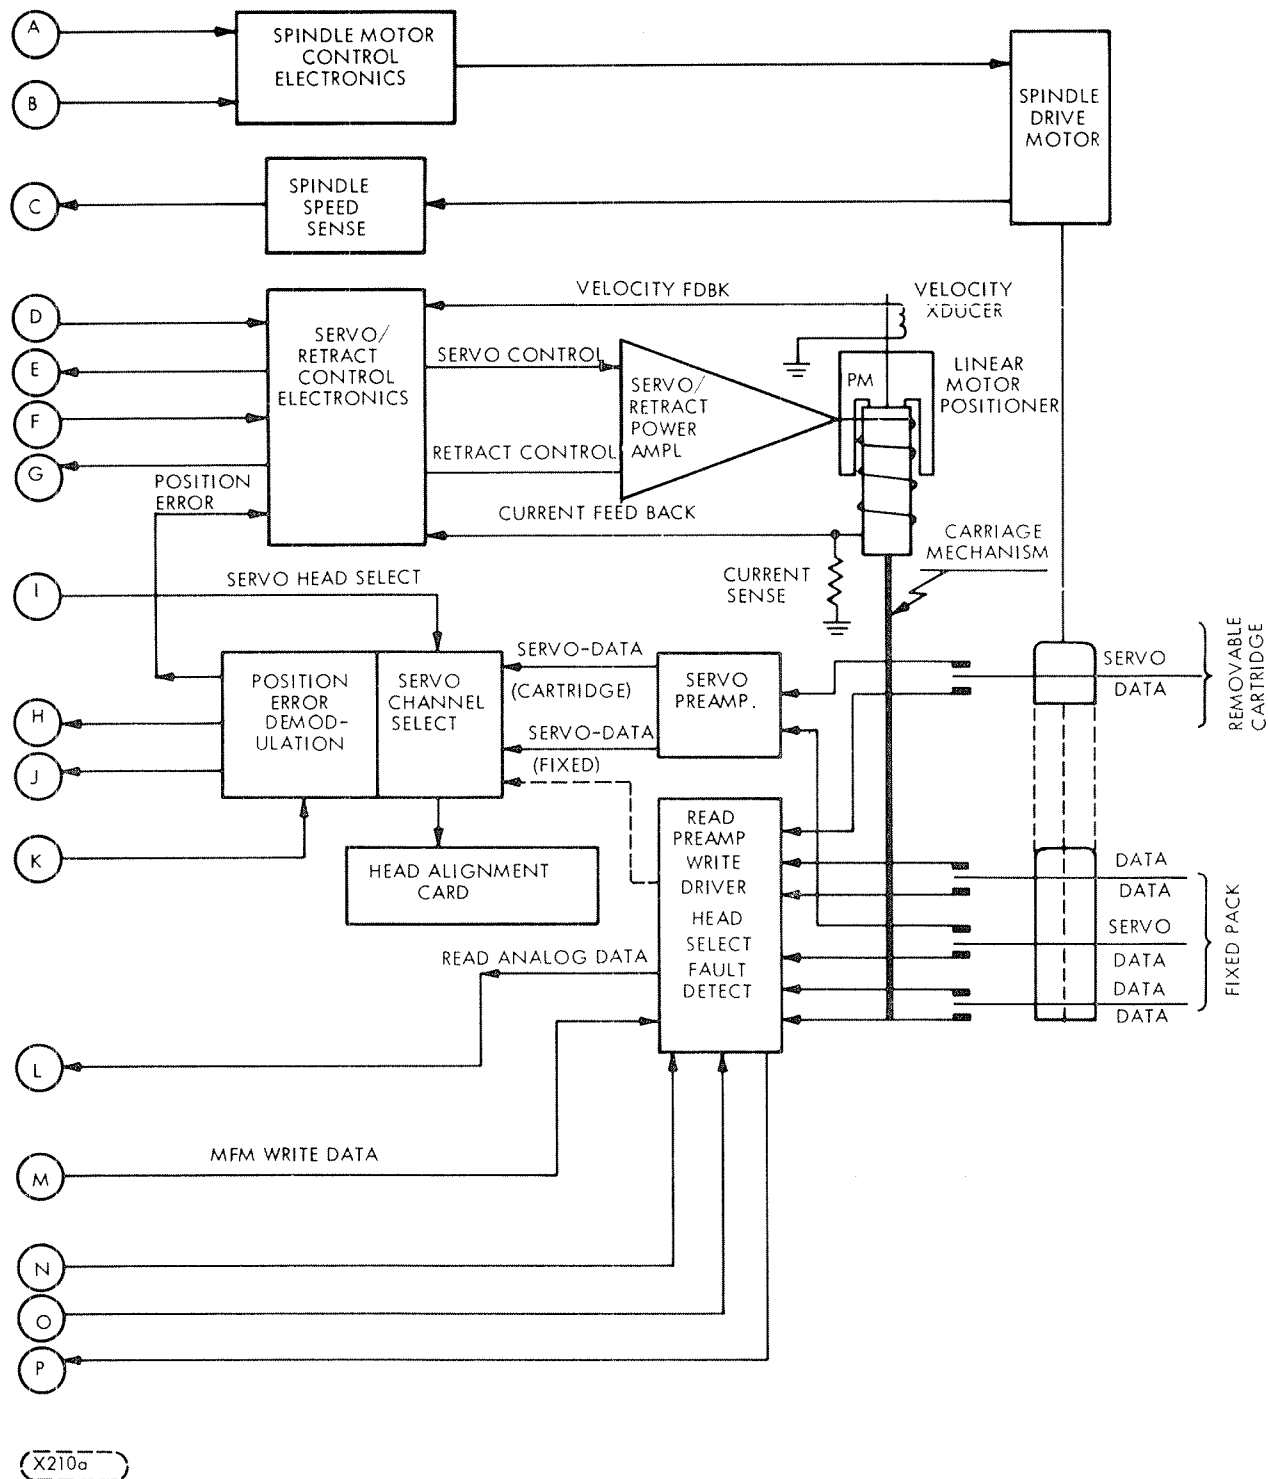 A
SPINDLE MOTOR
CONTROL
ELECTRONICS
B
SPINDLE
DRIVE
MOTOR
C
SPINDLE
SPEED
SENSE
D
E
F
G
SERVO/
RETRACT
CONTROL
ELECTRONICS
VELOCITY FDBK
VELOCITY
XDUCER
SERVO CONTROL
SERVO/
RETRACT
POWER
AMPL
PM
LINEAR
MOTOR
POSITIONER
RETRACT CONTROL
POSITION
ERROR
CURRENT FEED BACK
CURRENT
SENSE
CARRIAGE
MECHANISM
I
SERVO HEAD SELECT
POSITION
ERROR
DEMOD-
ULATION
SERVO
CHANNEL
SELECT
SERVO-DATA
(CARTRIDGE)
SERVO-DATA
(FIXED)
SERVO
PREAMP.
SERVO
DATA
REMOVABLE
CARTRIDGE
H
J
K
HEAD ALIGNMENT
CARD
READ
PREAMP
WRITE
DRIVER
HEAD
SELECT
FAULT
DETECT
DATA
DATA
SERVO
DATA
DATA
DATA
FIXED PACK
READ ANALOG DATA
L
MFM WRITE DATA
M
N
O
P
X210a